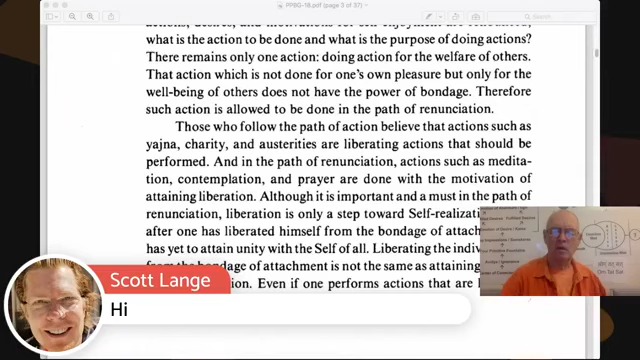 PPBG-18.pdf (page 3 of 37)
what is the action to be done and what is the purpose of doing actions?
There remains only one action: doing action for the welfare of others.
That action which is not done for one's own pleasure but only for the
well-being of others does not have the power of bondage. Therefore
such action is allowed to be done in the path of renunciation.
Those who follow the path of action believe that actions such as
yajna, charity, and austerities are liberating actions that should be
performed. And in the path of renunciation, actions such as medita-
tion, contemplation, and prayer are done with the motivation of
attaining liberation. Although it is important and a must in the path of
renunciation, liberation is only a step toward Self-realizati
after one has liberated himself from the bondage of attach
has yet to attain unity with the Self of all. Liberating the indiv
bondage of attachment is not the same as attaining
Even if one performs actions that are
Scott Lange
Hi
Om Tat Sat